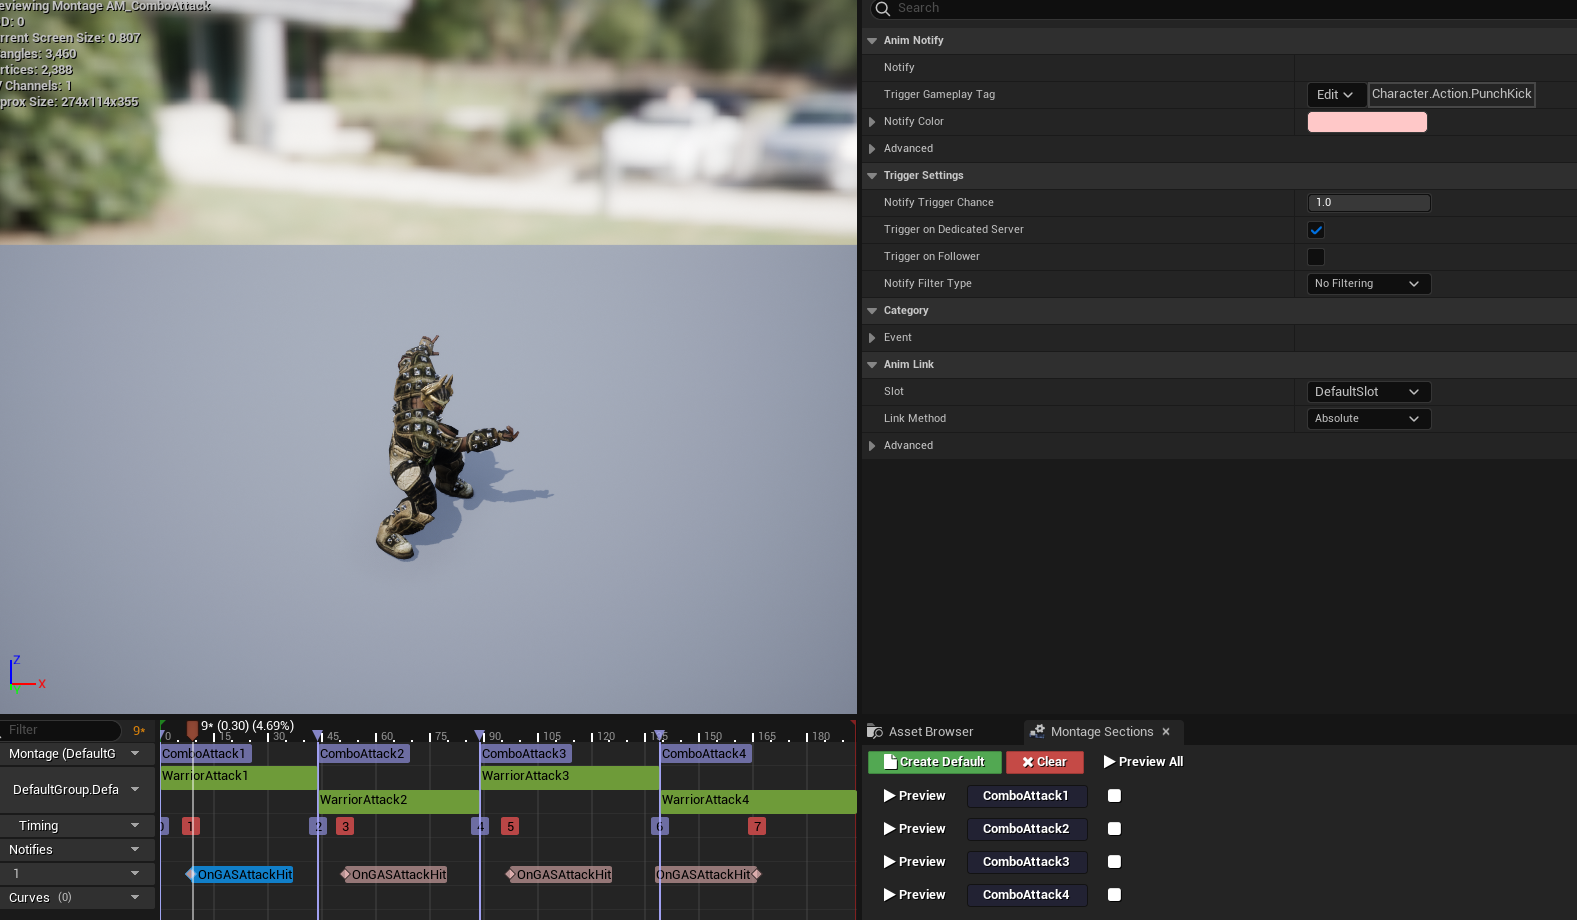 eviewing Montage AM_ComboAttack
D: 0
rrent Screen Size: 0.807
angles: 3,460
rtices: 2,388
Channels: 1
prox Size: 274x114x355
Z
X
Search
Anim Notify
Notify
Trigger Gameplay Tag Edit Character.Action.PunchKick
Notify Color
Advanced
Trigger Settings
Notify Trigger Chance 1.0
Trigger on Dedicated Server
Trigger on Follower
Notify Filter Type No Filtering
Category
Event
Anim Link
Slot DefaultSlot
Link Method Absolute
Advanced
Filter 9* 9* (0.30) (4.69%)
0 15 30 45 60 75 90 105 120 135 150 165 180
Montage (DefaultG ComboAttack1 ComboAttack2 ComboAttack3 ComboAttack4
DefaultGroup.Defa WarriorAttack1 WarriorAttack3
WarriorAttack2 WarriorAttack4
Timing 0 1 2 3 4 5 6 7
Notifies
1 OnGASAttackHit OnGASAttackHit OnGASAttackHit OnGASAttackHit
Curves (0)
Asset Browser Montage Sections
Create Default Clear Preview All
Preview ComboAttack1
Preview ComboAttack2
Preview ComboAttack3
Preview ComboAttack4